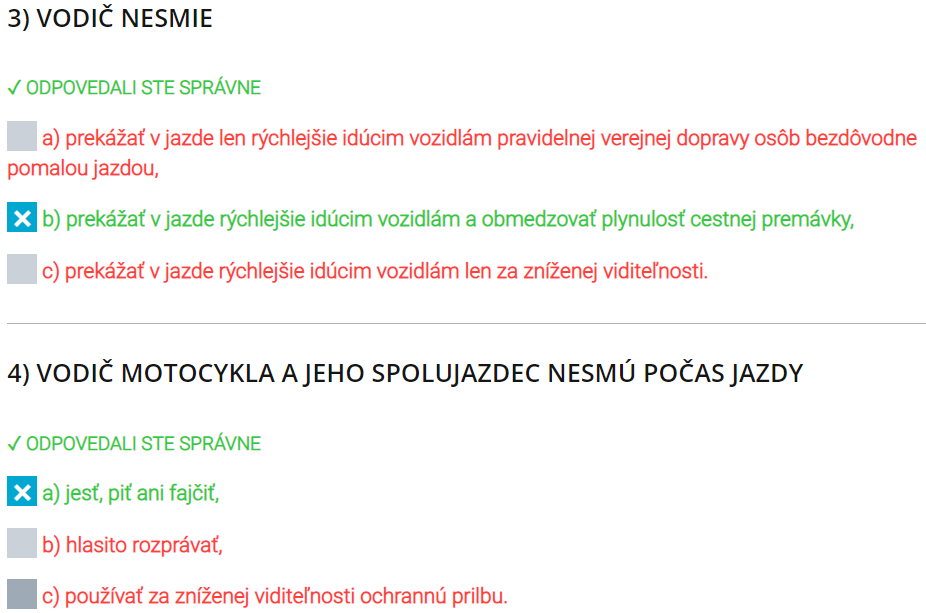 3) VODIČ NESMIE
✓ ODPOVEDALI STE SPRÁVNE
a) prekážať v jazde len rýchlejšie idúcim vozidlám pravidelnej verejnej dopravy osôb bezdôvodne
pomalou jazdou,
b) prekážať v jazde rýchlejšie idúcim vozidlám a obmedzovať plynulosť cestnej premávky,
c) prekážať v jazde rýchlejšie idúcim vozidlám len za zníženej viditeľnosti.
4) VODIČ MOTOCYKLA A JEHO SPOLUJAZDEC NESMÚ POČAS JAZDY
✓ ODPOVEDALI STE SPRÁVNE
a) jesť, piť ani fajčiť,
b) hlasito rozprávať,
c) používať za zníženej viditeľnosti ochrannú prilbu.